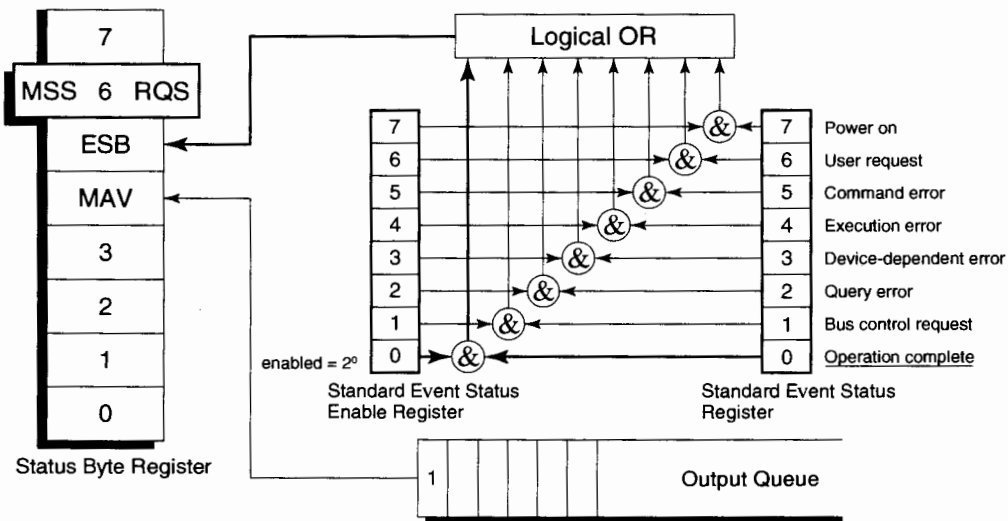 7
MSS 6 RQS
ESB
MAV
3
2
1
0
Status Byte Register
Logical OR
7 & 7 Power on
6 & 6 User request
5 & 5 Command error
4 & 4 Execution error
3 & 3 Device-dependent error
2 & 2 Query error
1 & 1 Bus control request
enabled = 2⁰ 0 & 0 Operation complete
Standard Event Status
Enable Register
Standard Event Status
Register
1 Output Queue